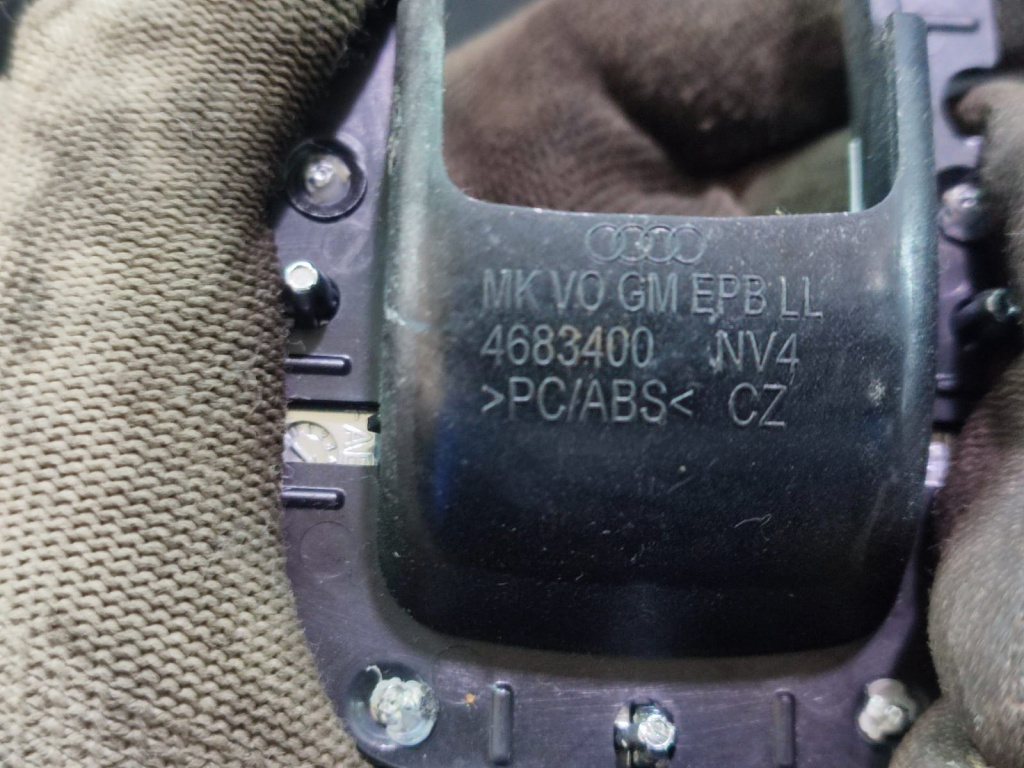 MK VO GM EPB LL
4683400 NV4
>PC/ABS< CZ